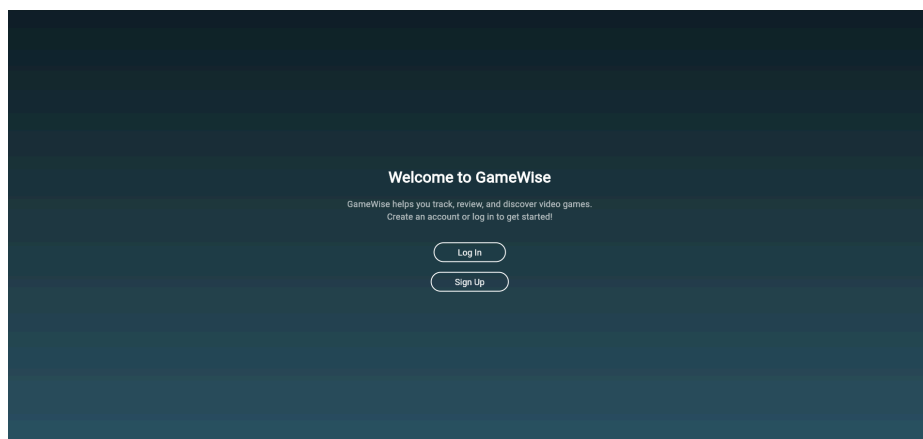 Welcome to GameWIse
GameWise helps you track, review, and discover video games.
Create an account or log in to get started!
Log In
Sign Up